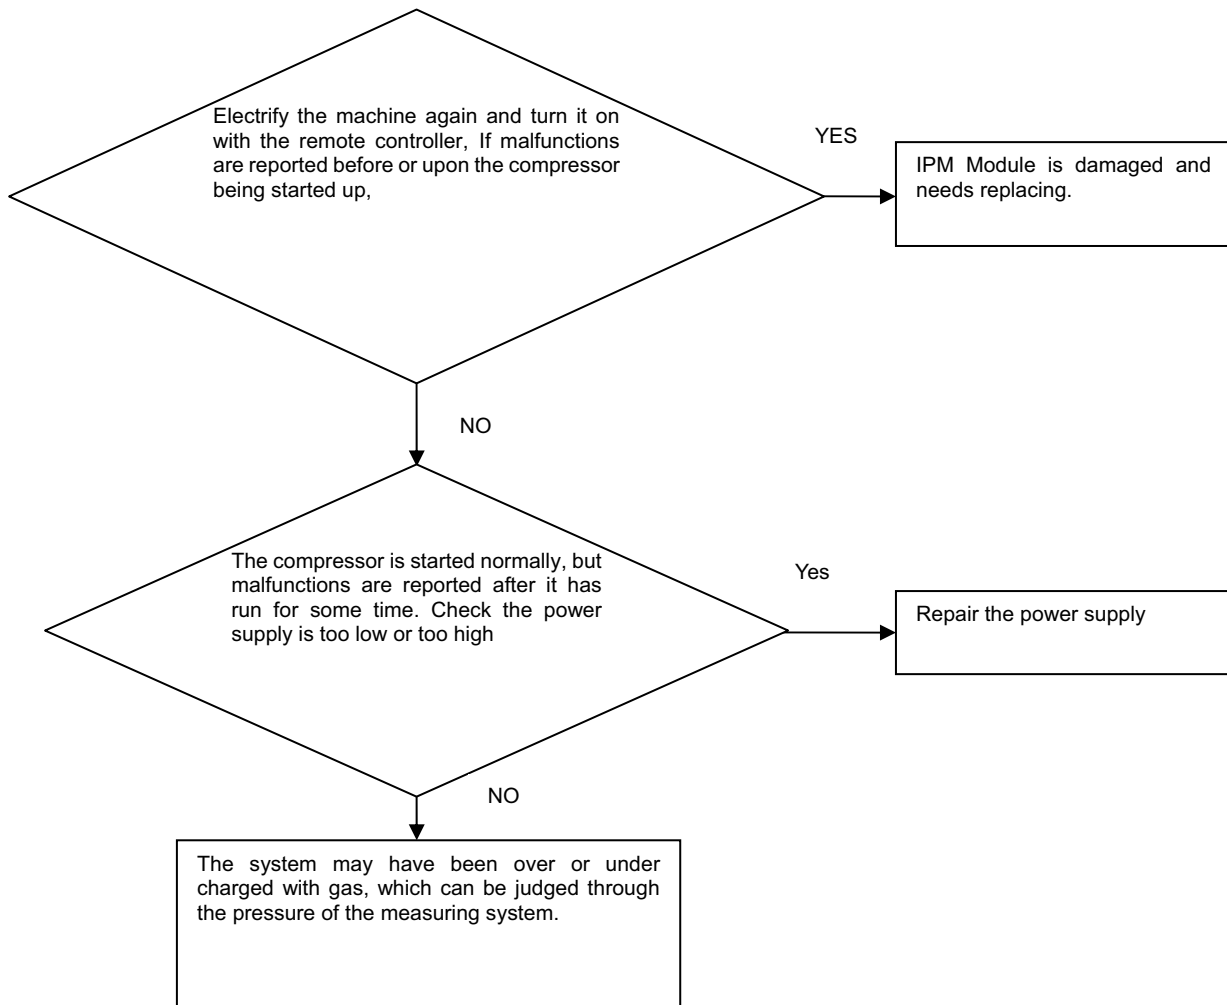 Electrify the machine again and turn it on
with the remote controller, If malfunctions
are reported before or upon the compressor
being started up,
YES
IPM Module is damaged and
needs replacing.
NO
The compressor is started normally, but
malfunctions are reported after it has
run for some time. Check the power
supply is too low or too high
Yes
Repair the power supply
NO
The system may have been over or under
charged with gas, which can be judged through
the pressure of the measuring system.